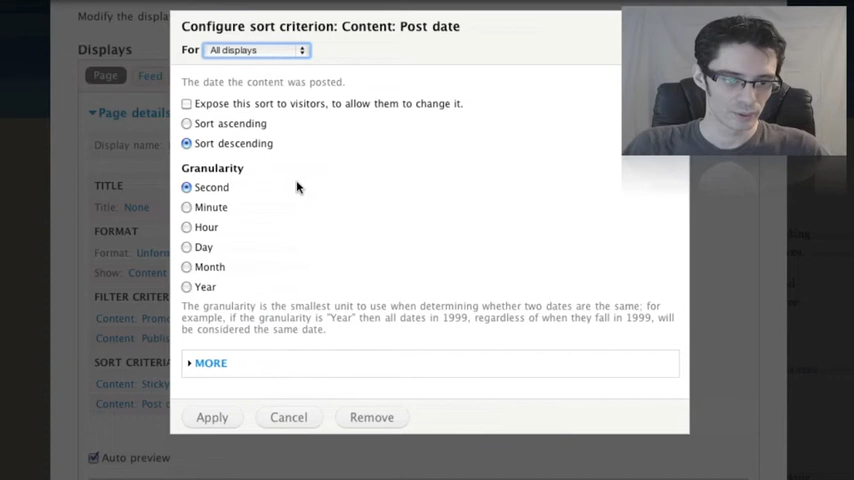 Modify the displa
Displays
Page
Feed
Page details
Display name:
TITLE
Title: None
FORMAT
Format: Unform
Show: Content
FILTER CRITER
Content: Promo
Content: Publis
SORT CRITERIA
Content: Sticky
Content: Post d
Auto preview
Configure sort criterion: Content: Post date
For All displays
The date the content was posted.
Expose this sort to visitors, to allow them to change it.
Sort ascending
Sort descending
Granularity
Second
Minute
Hour
Day
Month
Year
The granularity is the smallest unit to use when determining whether two dates are the same; for
example, if the granularity is "Year" then all dates in 1999, regardless of when they fall in 1999, will
be considered the same date.
MORE
Apply
Cancel
Remove